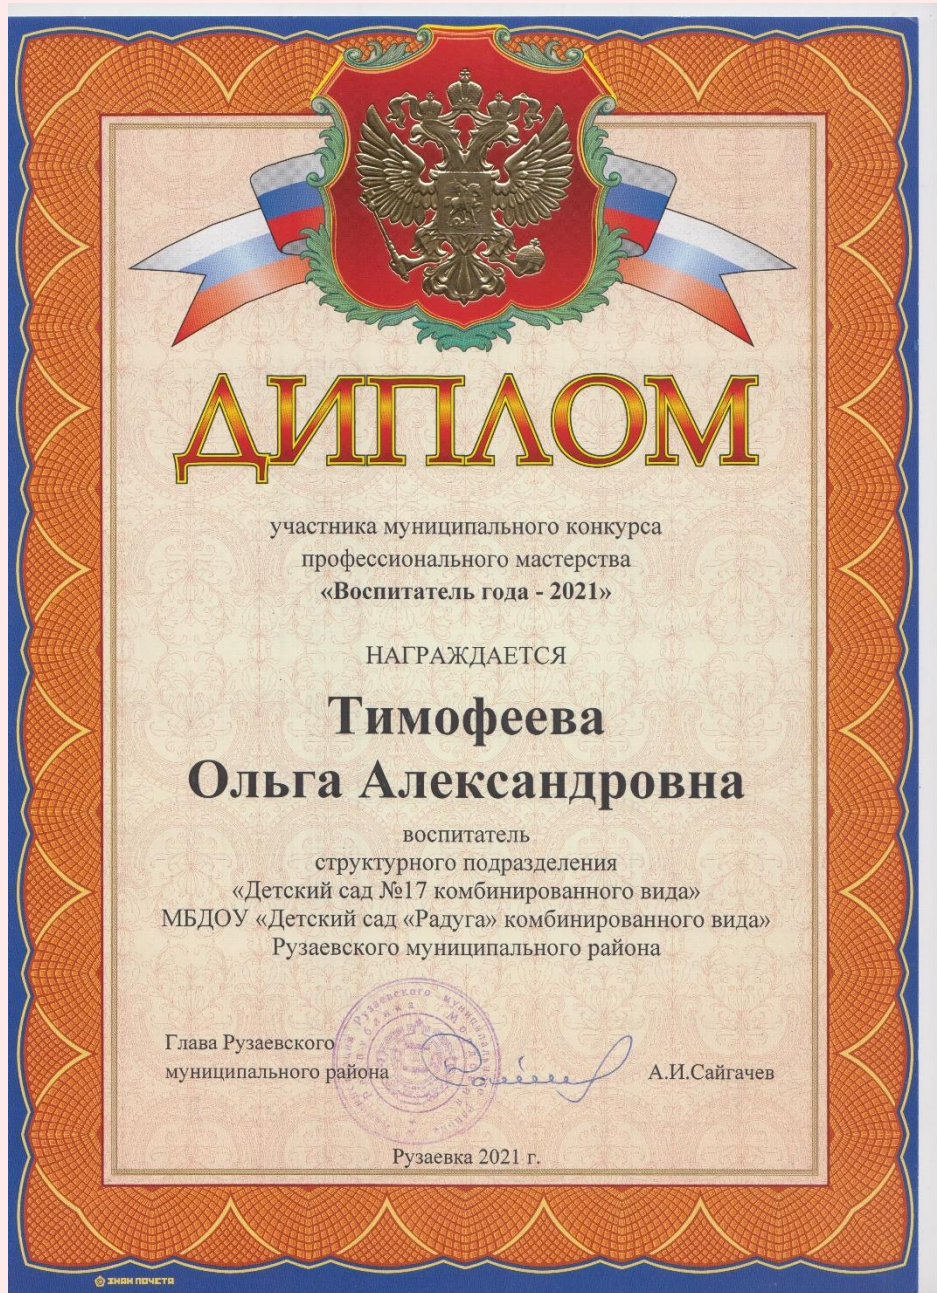 ДИПЛОМ
участника муниципального конкурса
профессионального мастерства
«Воспитатель года - 2021»
НАГРАЖДАЕТСЯ
Тимофеева
Ольга Александровна
воспитатель
структурного подразделения
«Детский сад №17 комбинированного вида»
МБДОУ «Детский сад «Радуга» комбинированного вида»
Рузаевского муниципального района
Глава Рузаевского
муниципального района
А.И.Сайгачев
Рузаевка 2021 г.
ЗНАК ПОЧЕТА